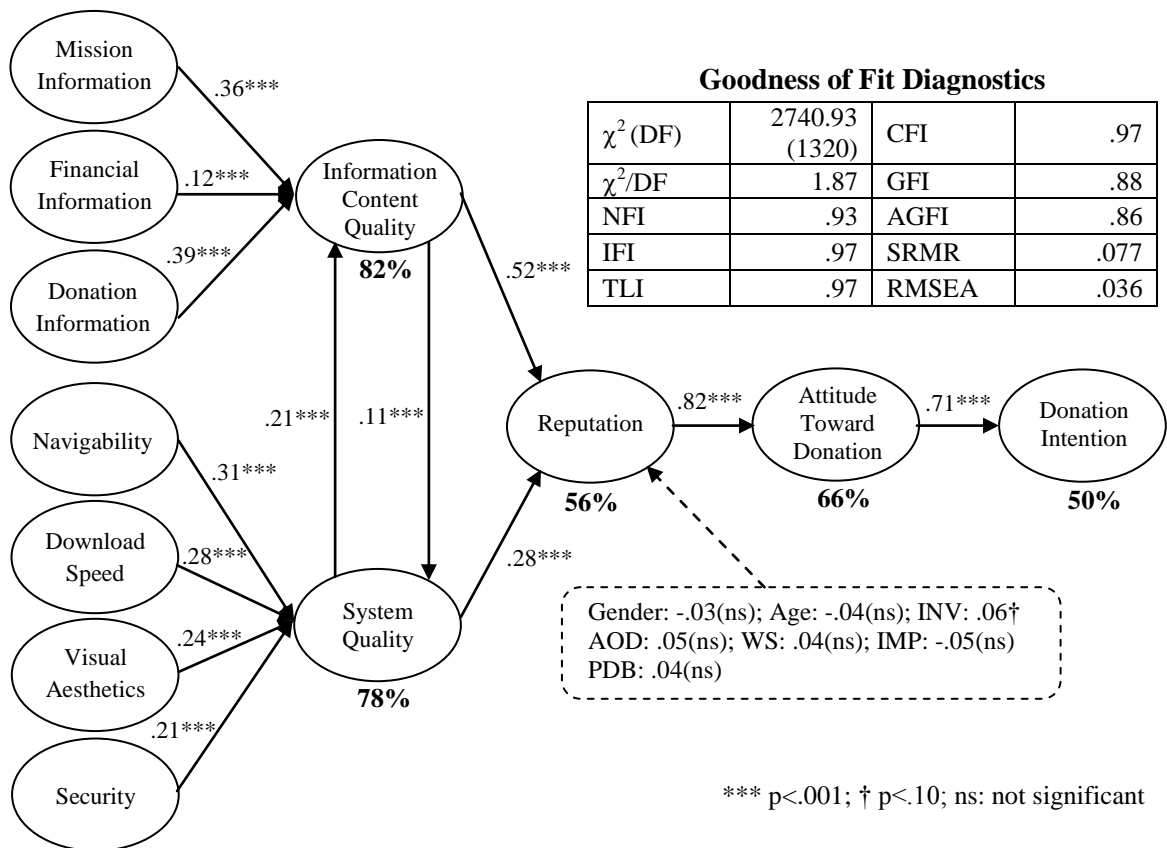 Mission
Information
Financial
Information
Donation
Information
Navigability
Download
Speed
Visual
Aesthetics
Security
.36***
.12***
.39***
.31***
.28***
.24***
.21***
Information
Content
Quality
82%
.21***
.11***
System
Quality
78%
.52***
.28***
Reputation
56%
.82***
Attitude
Toward
Donation
66%
.71***
Donation
Intention
50%
Goodness of Fit Diagnostics
χ² (DF) 2740.93 (1320) CFI .97
χ²/DF 1.87 GFI .88
NFI .93 AGFI .86
IFI .97 SRMR .077
TLI .97 RMSEA .036
Gender: -.03(ns); Age: -.04(ns); INV: .06†
AOD: .05(ns); WS: .04(ns); IMP: -.05(ns)
PDB: .04(ns)
*** p<.001; † p<.10; ns: not significant